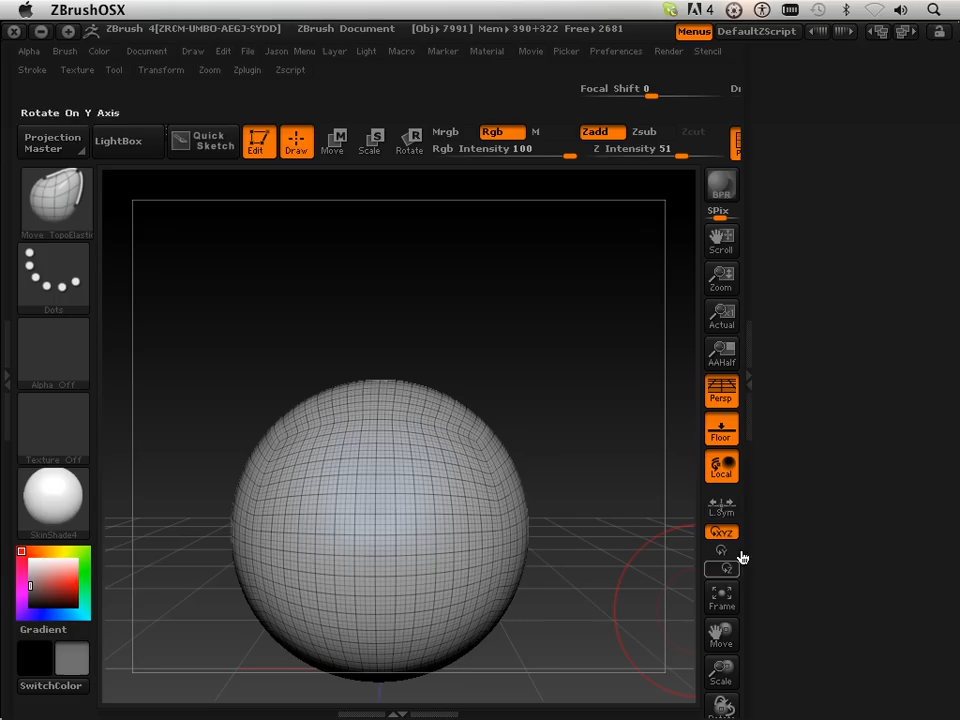 ZBrushOSX
4
ZBrush 4[ZRCM-UMBO-AEGJ-SYDD]
ZBrush Document
[Obj▸7991] Mem▸390+322 Free▸2681
Menus
DefaultZScript
Alpha Brush Color Document Draw Edit File Jason Menu Layer Light Macro Marker Material Movie Picker Preferences Render Stencil
Stroke Texture Tool Transform Zoom Zplugin Zscript
Focal Shift 0
Rotate On Y Axis
Projection
Master
LightBox
Quick
Sketch
Edit
Draw
Move
Scale
Rotate
Mrgb
Rgb
M
Rgb Intensity 100
Zadd
Zsub
Zcut
Z Intensity 51
Move TopoElasti
Dots
Alpha Off
Texture Off
SkinShade4
Gradient
SwitchColor
BPR
SPix
Scroll
Zoom
Actual
AAHalf
Persp
Floor
Local
L.Sym
XYZ
Frame
Move
Scale